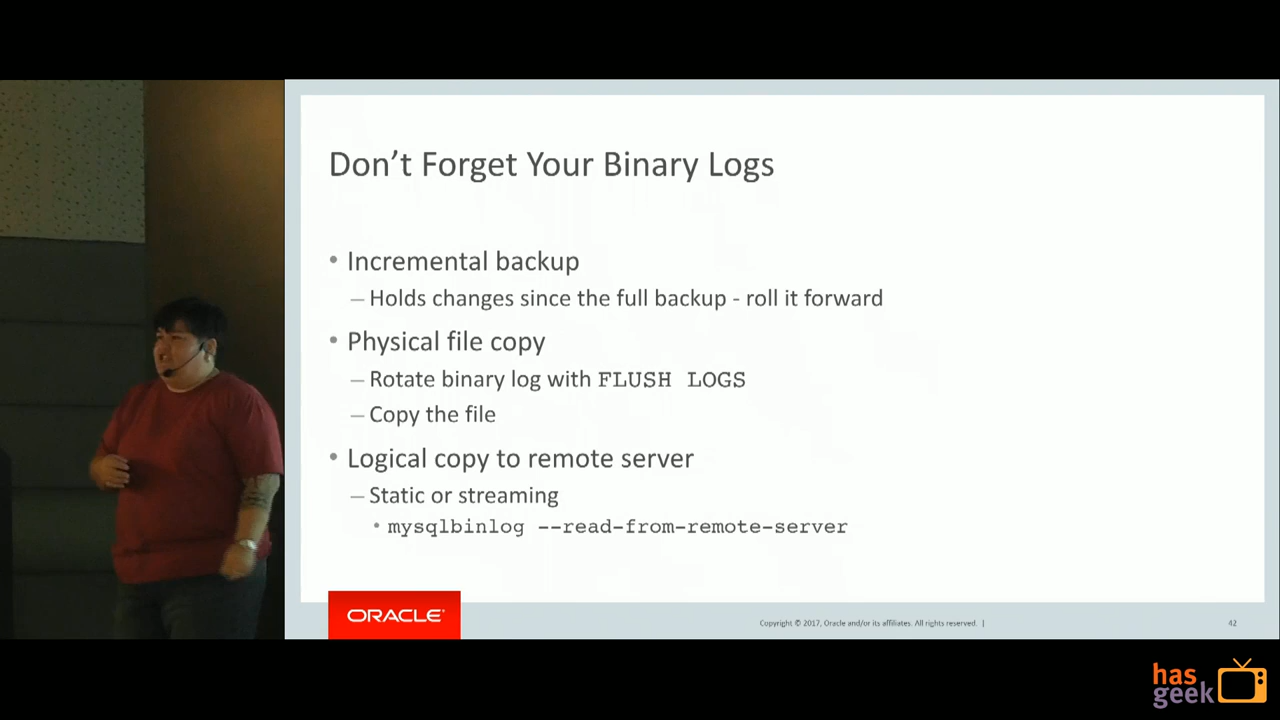 Don't Forget Your Binary Logs
• Incremental backup
– Holds changes since the full backup - roll it forward
• Physical file copy
– Rotate binary log with FLUSH LOGS
– Copy the file
• Logical copy to remote server
– Static or streaming
• mysqlbinlog --read-from-remote-server
ORACLE
Copyright © 2017, Oracle and/or its affiliates. All rights reserved. |
42
has
geek